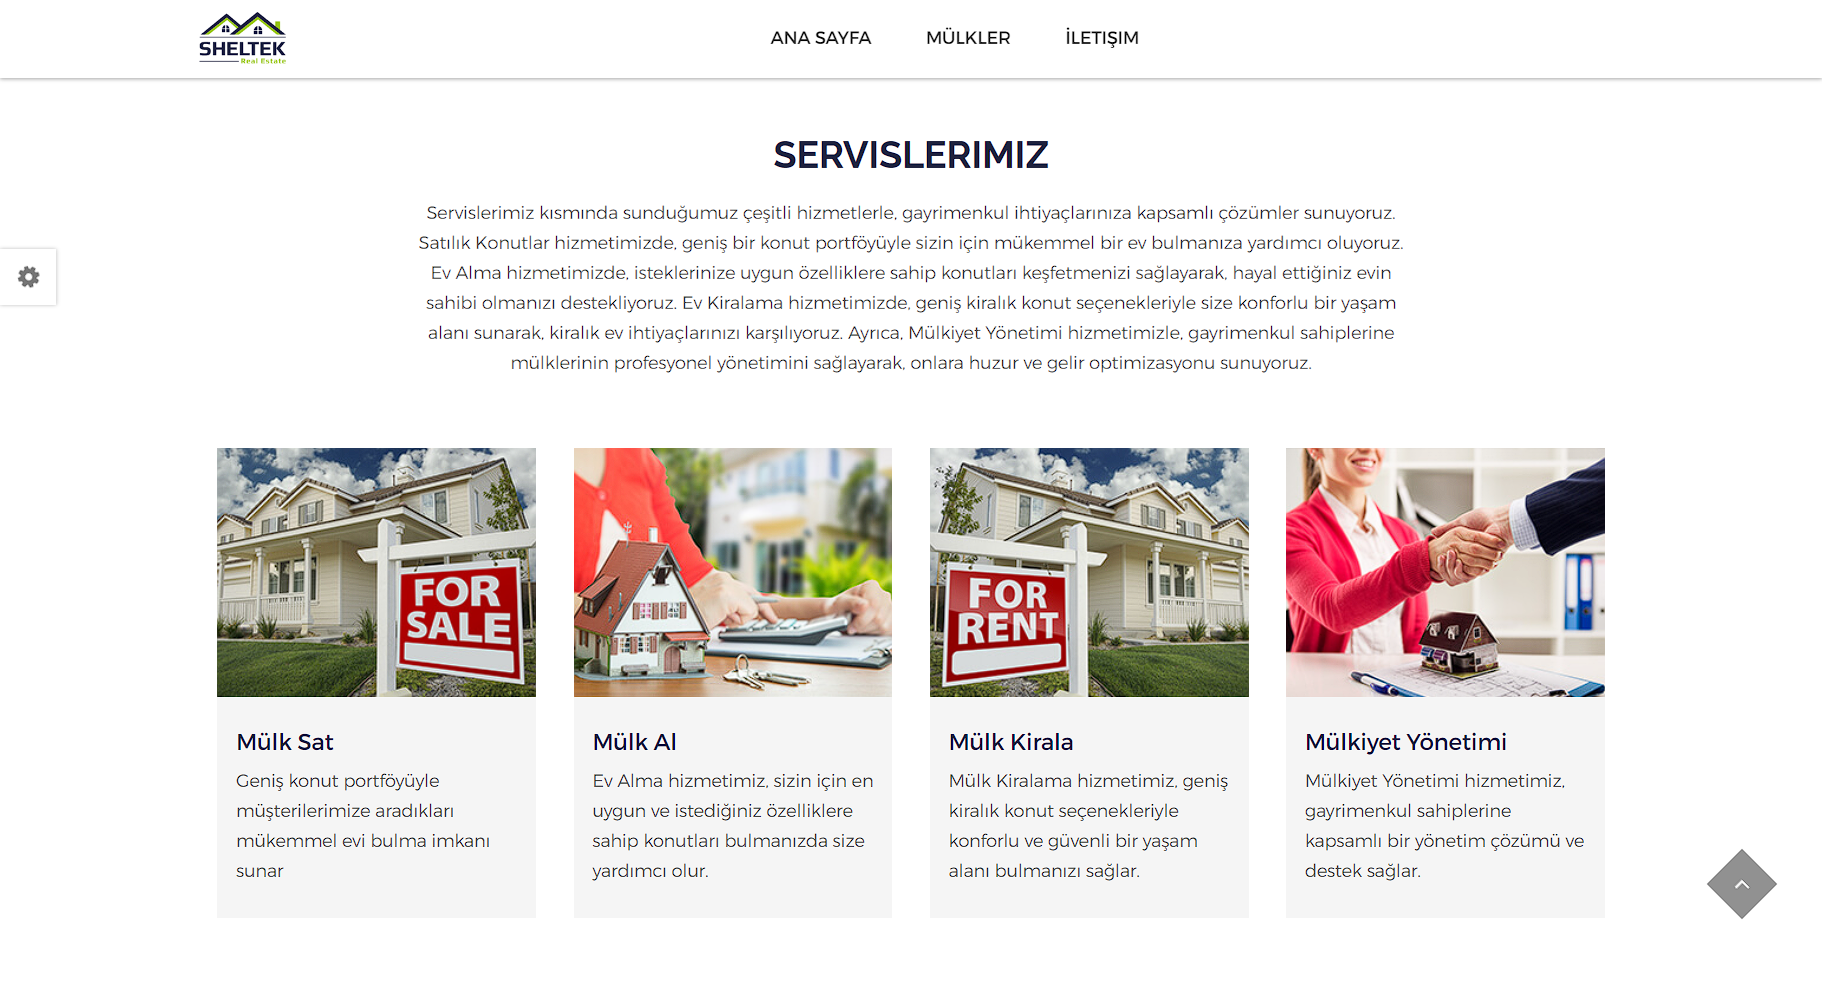 SHELTEK
Real Estate
ANA SAYFA
MÜLKLER
İLETIŞIM
SERVISLERIMIZ
Servislerimiz kısmında sunduğumuz çeşitli hizmetlerle, gayrimenkul ihtiyaçlarınıza kapsamlı çözümler sunuyoruz.
Satılık Konutlar hizmetimizde, geniş bir konut portföyüyle sizin için mükemmel bir ev bulmanıza yardımcı oluyoruz.
Ev Alma hizmetimizde, isteklerinize uygun özelliklere sahip konutları keşfetmenizi sağlayarak, hayal ettiğiniz evin
sahibi olmanızı destekliyoruz. Ev Kiralama hizmetimizde, geniş kiralık konut seçenekleriyle size konforlu bir yaşam
alanı sunarak, kiralık ev ihtiyaçlarınızı karşılıyoruz. Ayrıca, Mülkiyet Yönetimi hizmetimizle, gayrimenkul sahiplerine
mülklerinin profesyonel yönetimini sağlayarak, onlara huzur ve gelir optimizasyonu sunuyoruz.
FOR
SALE
Mülk Sat
Geniş konut portföyüyle
müşterilerimize aradıkları
mükemmel evi bulma imkanı
sunar
Mülk Al
Ev Alma hizmetimiz, sizin için en
uygun ve istediğiniz özelliklere
sahip konutları bulmanızda size
yardımcı olur.
FOR
RENT
Mülk Kirala
Mülk Kiralama hizmetimiz, geniş
kiralık konut seçenekleriyle
konforlu ve güvenli bir yaşam
alanı bulmanızı sağlar.
Mülkiyet Yönetimi
Mülkiyet Yönetimi hizmetimiz,
gayrimenkul sahiplerine
kapsamlı bir yönetim çözümü ve
destek sağlar.